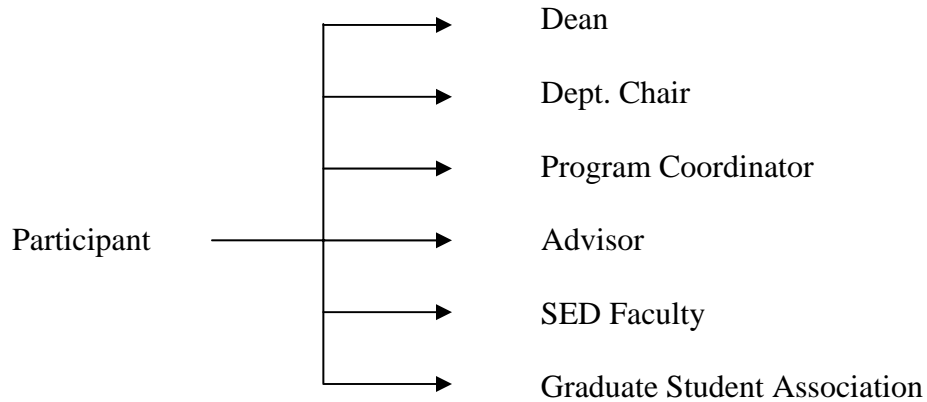 Dean
Dept. Chair
Program Coordinator
Participant
Advisor
SED Faculty
Graduate Student Association